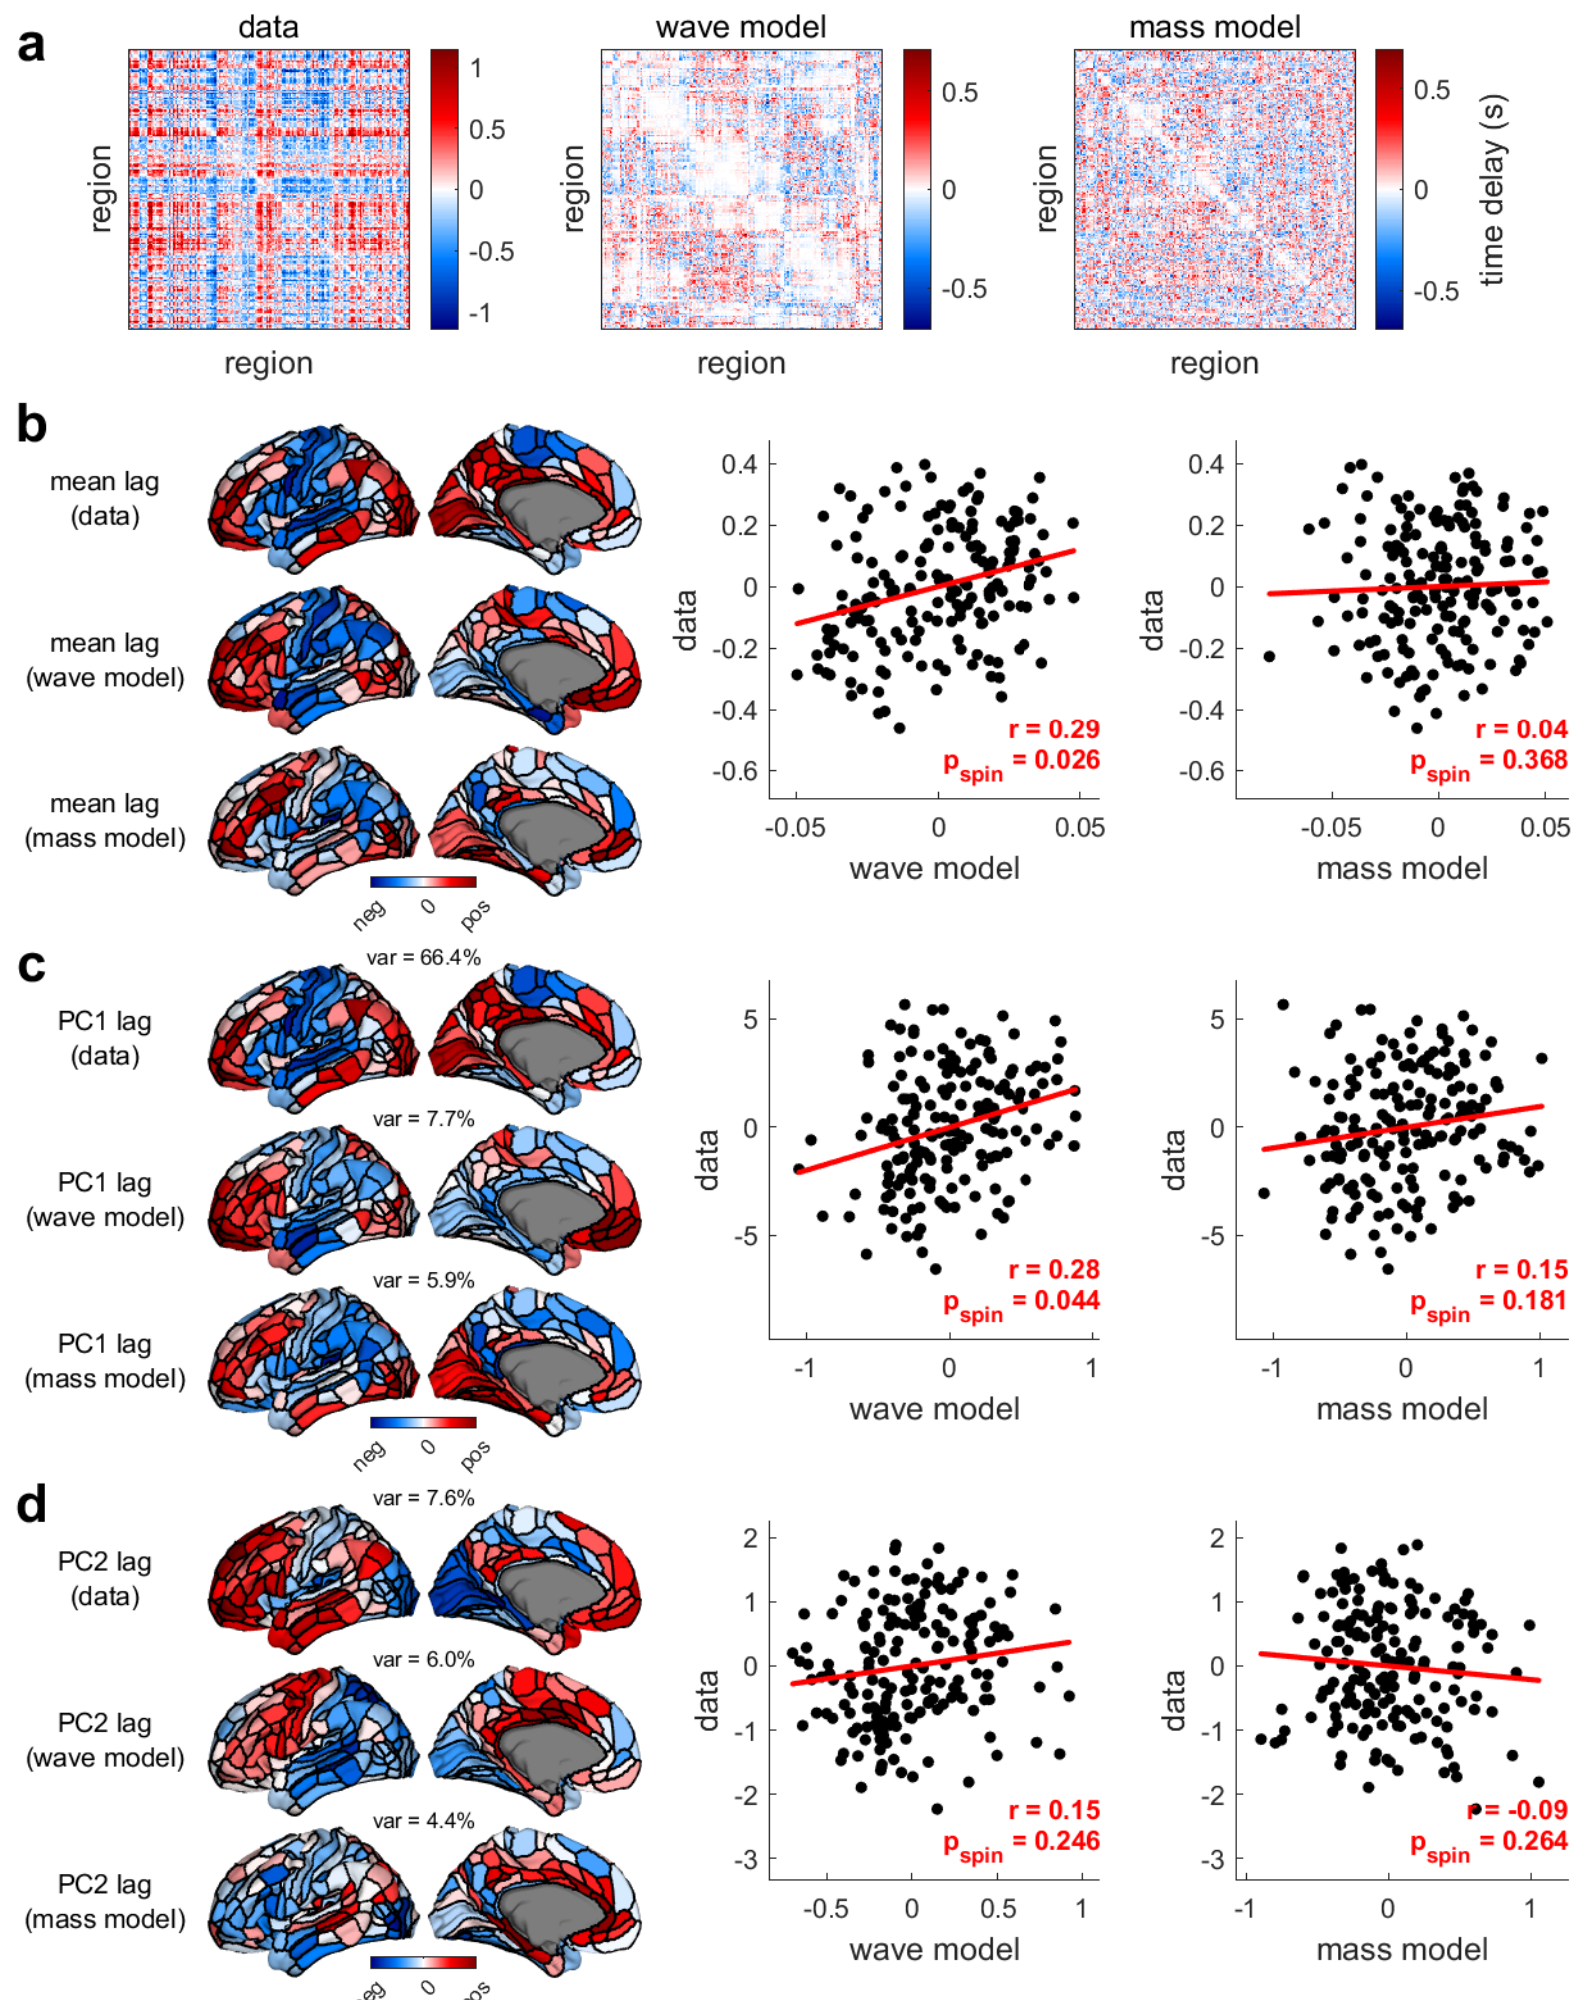 a
data
wave model
mass model
1
0.5
0
-0.5
-1
0.5
0
-0.5
0.5
0
-0.5
time delay (s)
region
region
region
region
region
region
b
mean lag
(data)
mean lag
(wave model)
mean lag
(mass model)
neg
0
pos
0.4
0.2
0
-0.2
-0.4
-0.6
data
r = 0.29
pspin = 0.026
-0.05
0
0.05
wave model
0.4
0.2
0
-0.2
-0.4
-0.6
data
r = 0.04
pspin = 0.368
-0.05
0
0.05
mass model
c
var = 66.4%
PC1 lag
(data)
var = 7.7%
PC1 lag
(wave model)
var = 5.9%
PC1 lag
(mass model)
neg
0
pos
5
0
-5
data
r = 0.28
pspin = 0.044
-1
0
1
wave model
5
0
-5
data
r = 0.15
pspin = 0.181
-1
0
1
mass model
d
var = 7.6%
PC2 lag
(data)
var = 6.0%
PC2 lag
(wave model)
var = 4.4%
PC2 lag
(mass model)
0
2
1
0
-1
-2
-3
data
r = 0.15
pspin = 0.246
-0.5
0
0.5
1
wave model
2
1
0
-1
-2
-3
data
r = -0.09
pspin = 0.264
-1
0
1
mass model